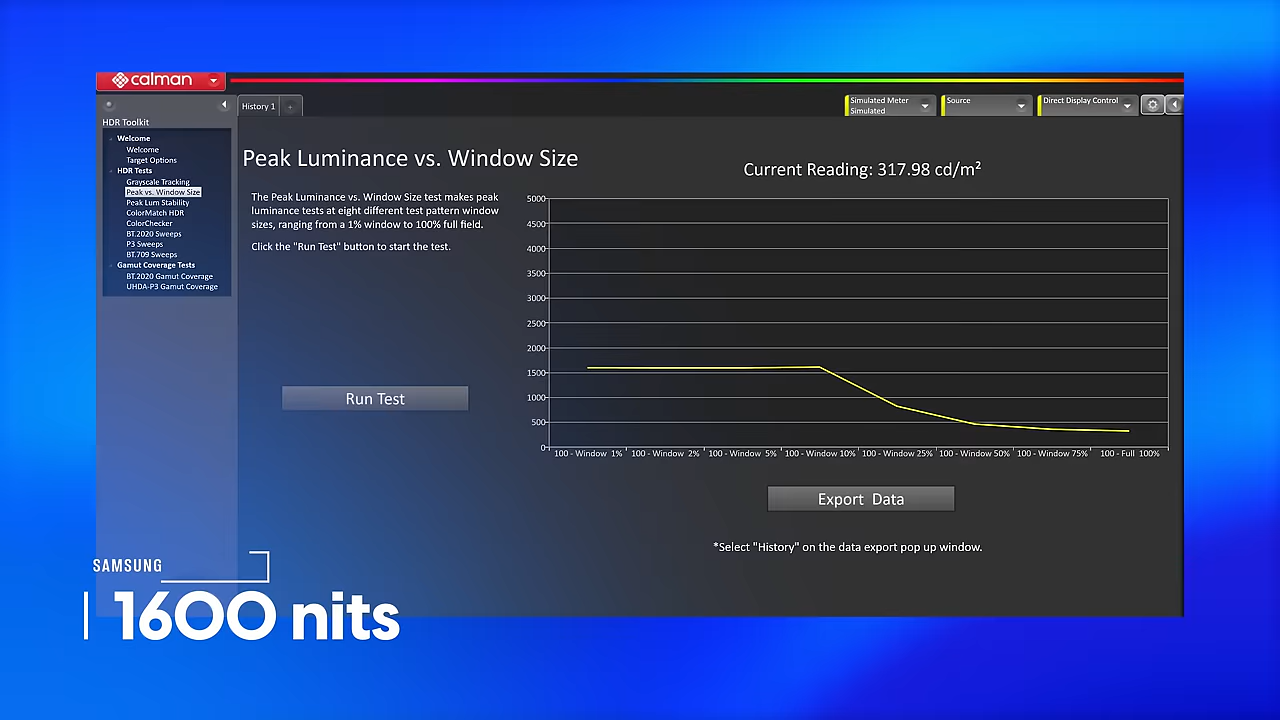 calman
History 1
+
Simulated Meter
Simulated
Source
Direct Display Control
HDR Toolkit
Welcome
Welcome
Target Options
HDR Tests
Grayscale Tracking
Peak vs. Window Size
Peak Lum Stability
ColorMatch HDR
ColorChecker
BT.2020 Sweeps
P3 Sweeps
BT.709 Sweeps
Gamut Coverage Tests
BT.2020 Gamut Coverage
UHDA-P3 Gamut Coverage
Peak Luminance vs. Window Size
The Peak Luminance vs. Window Size test makes peak
luminance tests at eight different test pattern window
sizes, ranging from a 1% window to 100% full field.
Click the "Run Test" button to start the test.
Run Test
Current Reading: 317.98 cd/m²
5000
4500
4000
3500
3000
2500
2000
1500
1000
500
0
100 - Window 1% 100 - Window 2% 100 - Window 5% 100 - Window 10% 100 - Window 25% 100 - Window 50% 100 - Window 75% 100 - Full 100%
Export Data
*Select "History" on the data export pop up window.
SAMSUNG
1600 nits